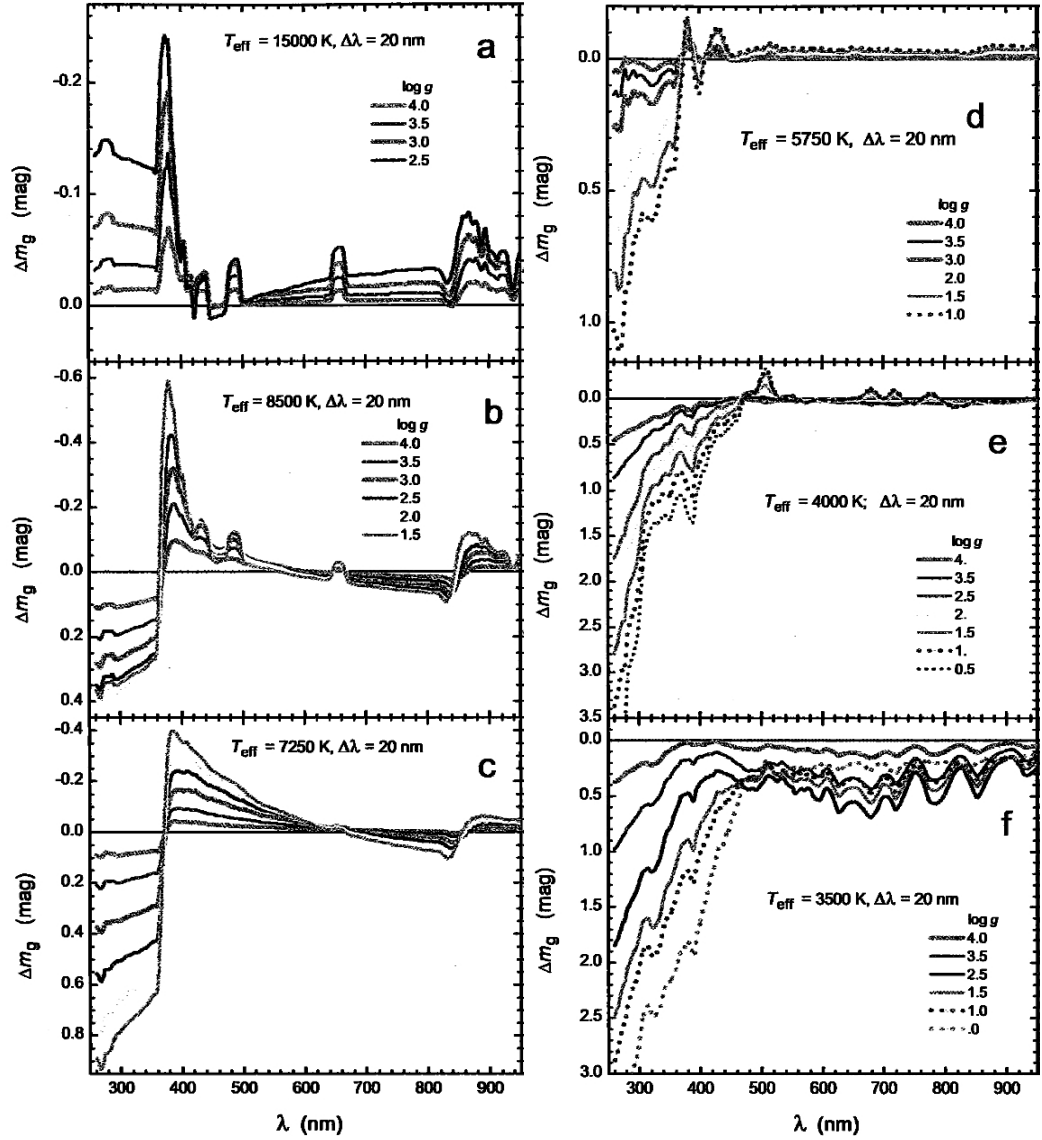 a
T_eff = 15000 K, Δλ = 20 nm
log g
4.0
3.5
3.0
2.5
Δm_g (mag)
-0.2
-0.1
0.0
b
T_eff = 8500 K, Δλ = 20 nm
log g
4.0
3.5
3.0
2.5
2.0
1.5
Δm_g (mag)
-0.6
-0.4
-0.2
0.0
0.2
0.4
c
T_eff = 7250 K, Δλ = 20 nm
Δm_g (mag)
-0.4
-0.2
0.0
0.2
0.4
0.6
0.8
300 400 500 600 700 800 900
λ (nm)
d
T_eff = 5750 K, Δλ = 20 nm
log g
4.0
3.5
3.0
2.0
1.5
1.0
Δm_g (mag)
0.0
0.5
1.0
e
T_eff = 4000 K; Δλ = 20 nm
log g
4.
3.5
2.5
2.
1.5
1.
0.5
Δm_g (mag)
0.0
0.5
1.0
1.5
2.0
2.5
3.0
3.5
f
T_eff = 3500 K, Δλ = 20 nm
log g
4.0
3.5
2.5
1.5
1.0
.0
Δm_g (mag)
0.0
0.5
1.0
1.5
2.0
2.5
3.0
300 400 500 600 700 800 900
λ (nm)